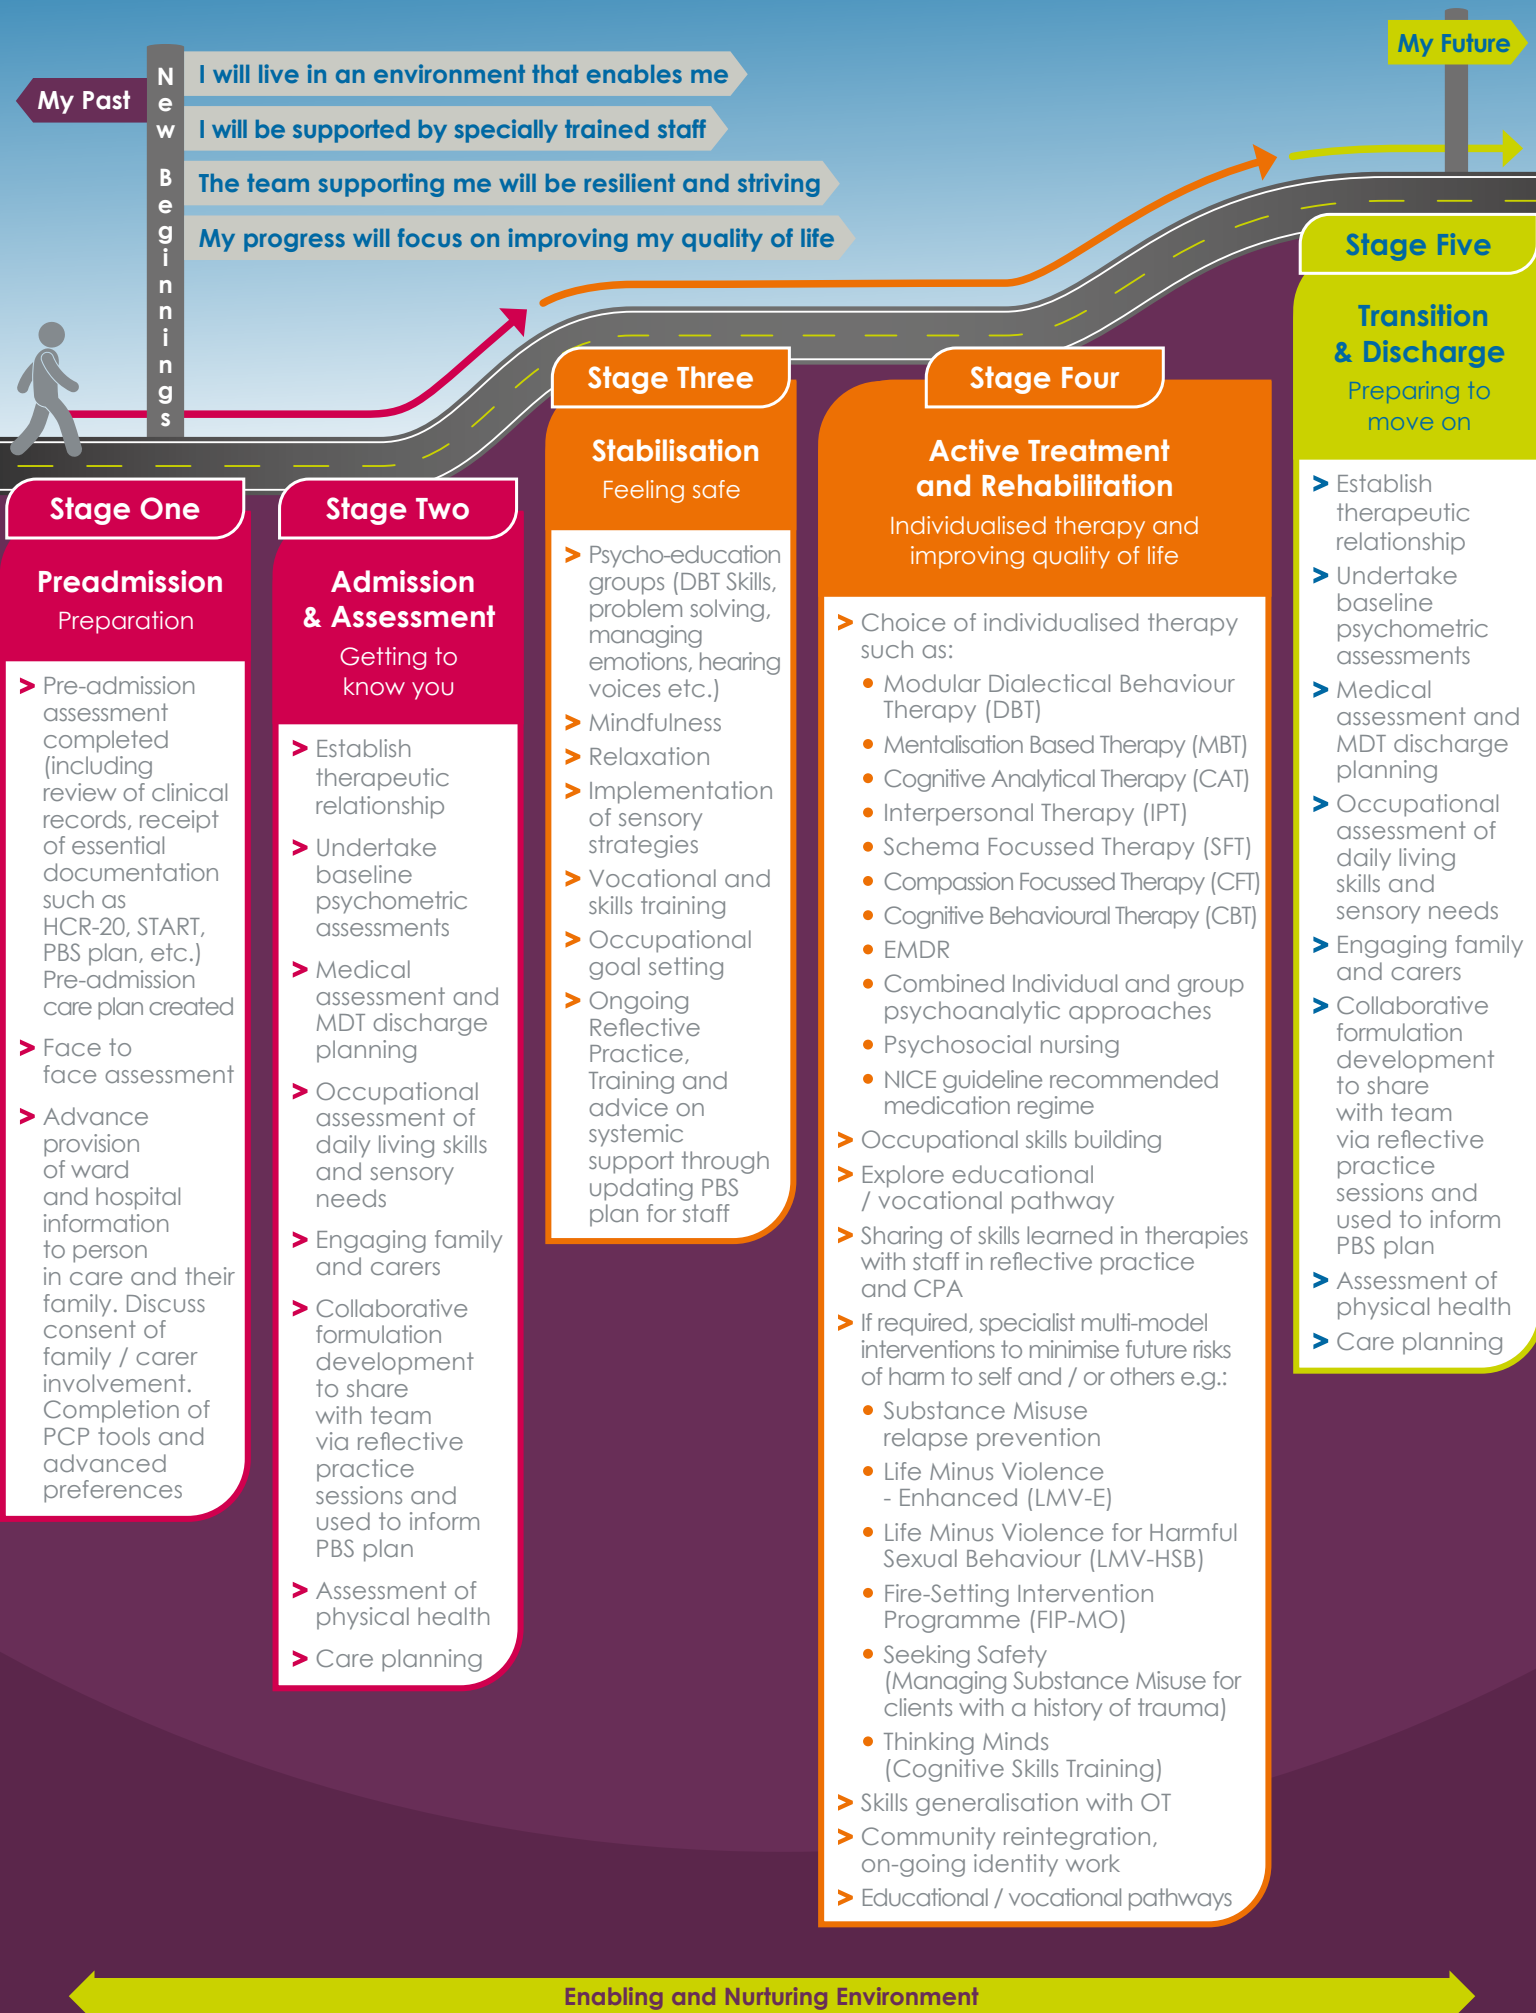 My Past
New Beginnings
I will live in an environment that enables me
I will be supported by specially trained staff
The team supporting me will be resilient and striving
My progress will focus on improving my quality of life
My Future
Stage One
Preadmission
Preparation
> Pre-admission
assessment
completed
(including
review of clinical
records, receipt
of essential
documentation
such as
HCR-20, START,
PBS plan, etc.)
Pre-admission
care plan created
> Face to
face assessment
> Advance
provision
of ward
and hospital
information
to person
in care and their
family. Discuss
consent of
family / carer
involvement.
Completion of
PCP tools and
advanced
preferences
Stage Two
Admission
& Assessment
Getting to
know you
> Establish
therapeutic
relationship
> Undertake
baseline
psychometric
assessments
> Medical
assessment and
MDT discharge
planning
> Occupational
assessment of
daily living skills
and sensory
needs
> Engaging family
and carers
> Collaborative
formulation
development
to share
with team
via reflective
practice
sessions and
used to inform
PBS plan
> Assessment of
physical health
> Care planning
Stage Three
Stabilisation
Feeling safe
> Psycho-education
groups (DBT Skills,
problem solving,
managing
emotions, hearing
voices etc.)
> Mindfulness
> Relaxation
> Implementation
of sensory
strategies
> Vocational and
skills training
> Occupational
goal setting
> Ongoing
Reflective
Practice,
Training and
advice on
systemic
support through
updating PBS
plan for staff
Stage Four
Active Treatment
and Rehabilitation
Individualised therapy and
improving quality of life
> Choice of individualised therapy
such as:
• Modular Dialectical Behaviour
Therapy (DBT)
• Mentalisation Based Therapy (MBT)
• Cognitive Analytical Therapy (CAT)
• Interpersonal Therapy (IPT)
• Schema Focussed Therapy (SFT)
• Compassion Focussed Therapy (CFT)
• Cognitive Behavioural Therapy (CBT)
• EMDR
• Combined Individual and group
psychoanalytic approaches
• Psychosocial nursing
• NICE guideline recommended
medication regime
> Occupational skills building
> Explore educational
/ vocational pathway
> Sharing of skills learned in therapies
with staff in reflective practice
and CPA
> If required, specialist multi-model
interventions to minimise future risks
of harm to self and / or others e.g.:
• Substance Misuse
relapse prevention
• Life Minus Violence
- Enhanced (LMV-E)
• Life Minus Violence for Harmful
Sexual Behaviour (LMV-HSB)
• Fire-Setting Intervention
Programme (FIP-MO)
• Seeking Safety
(Managing Substance Misuse for
clients with a history of trauma)
• Thinking Minds
(Cognitive Skills Training)
> Skills generalisation with OT
> Community reintegration,
on-going identity work
> Educational / vocational pathways
Stage Five
Transition
& Discharge
Preparing to
move on
> Establish
therapeutic
relationship
> Undertake
baseline
psychometric
assessments
> Medical
assessment and
MDT discharge
planning
> Occupational
assessment of
daily living
skills and
sensory needs
> Engaging family
and carers
> Collaborative
formulation
development
to share
with team
via reflective
practice
sessions and
used to inform
PBS plan
> Assessment of
physical health
> Care planning
Enabling and Nurturing Environment